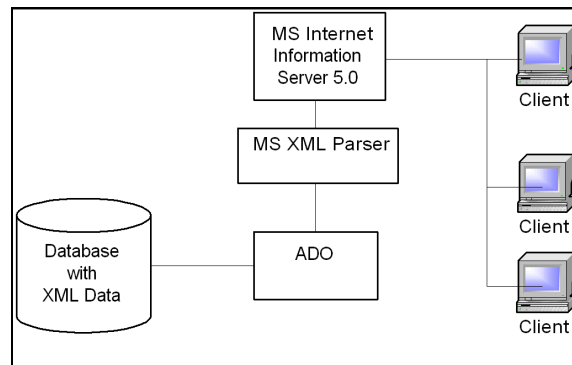 MS Internet
Information
Server 5.0
Client
MS XML Parser
Client
Database
with
XML Data
ADO
Client